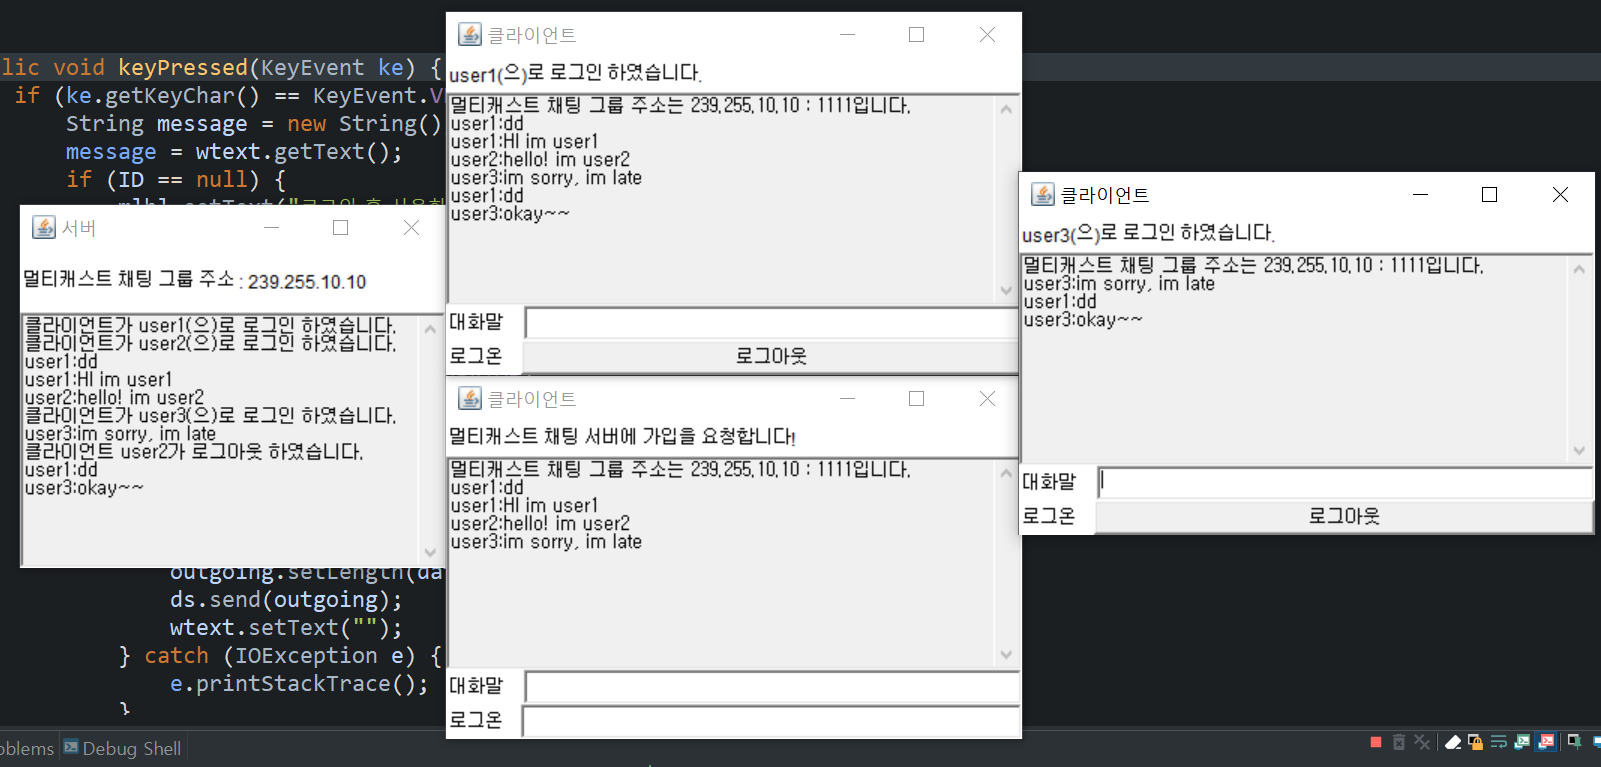 lic void keyPressed(KeyEvent ke) {
if (ke.getKeyChar() == KeyEvent.V
String message = new String()
message = wtext.getText();
if (ID == null) {
서버
멀티캐스트 채팅 그룹 주소 : 239.255.10.10
클라이언트가 user1(으)로 로그인 하였습니다.
클라이언트가 user2(으)로 로그인 하였습니다.
user1:dd
user1:HI im user1
user2:hello! im user2
클라이언트가 user3(으)로 로그인 하였습니다.
user3:im sorry, im late
클라이언트 user2가 로그아웃 하였습니다.
user1:dd
user3:okay~~
outgoing.setLength(da
ds.send(outgoing);
wtext.setText("");
} catch (IOException e) {
e.printStackTrace();
}
oblems
Debug Shell
클라이언트
user1(으)로 로그인 하였습니다.
멀티캐스트 채팅 그룹 주소는 239.255.10.10 : 1111입니다.
user1:dd
user1:HI im user1
user2:hello! im user2
user3:im sorry, im late
user1:dd
user3:okay~~
대화말
로그온 로그아웃
클라이언트
멀티캐스트 채팅 서버에 가입을 요청합니다!
멀티캐스트 채팅 그룹 주소는 239.255.10.10 : 1111입니다.
user1:dd
user1:HI im user1
user2:hello! im user2
user3:im sorry, im late
대화말
로그온
클라이언트
user3(으)로 로그인 하였습니다.
멀티캐스트 채팅 그룹 주소는 239.255.10.10 : 1111입니다.
user3:im sorry, im late
user1:dd
user3:okay~~
대화말
로그온 로그아웃